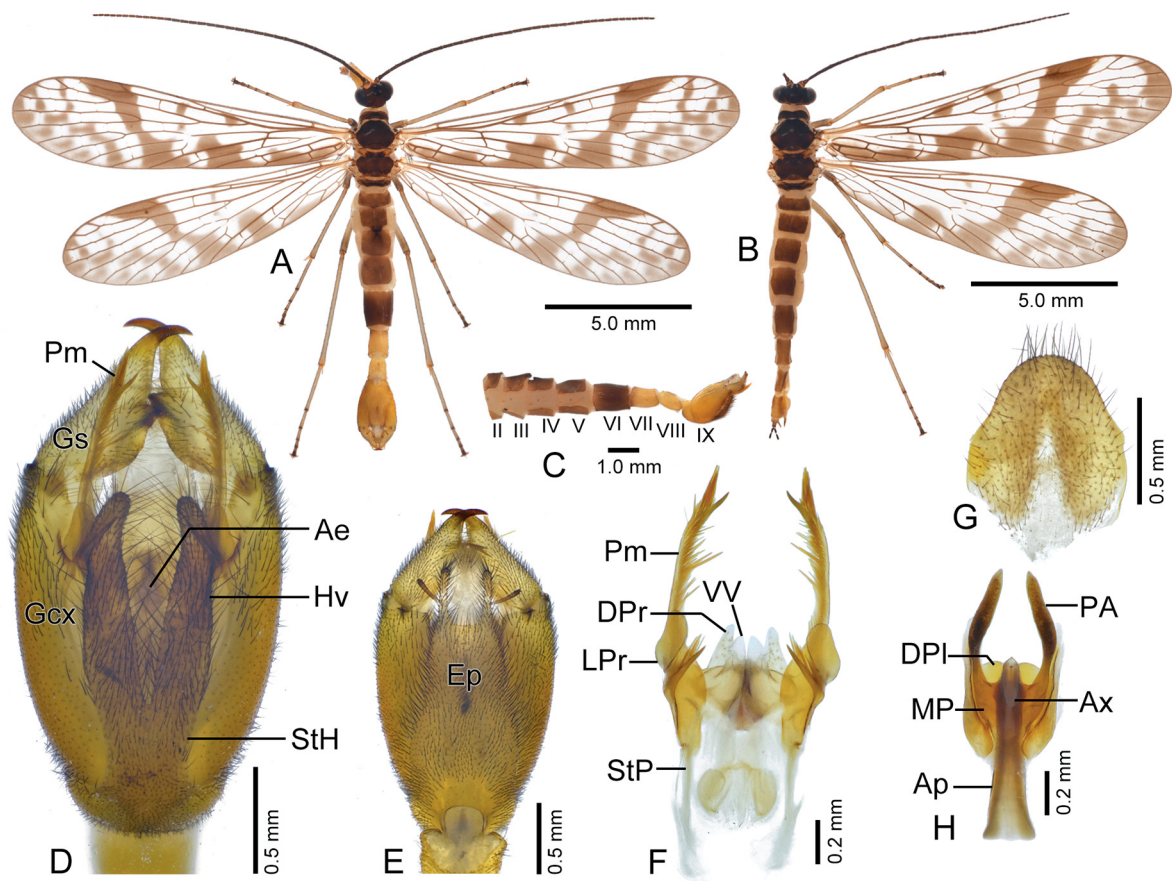 A
5.0 mm
B
5.0 mm
Pm
Gs
Gcx
Ae
Hv
StH
D
0.5 mm
II III IV V VI VII VIII IX
C
1.0 mm
Ep
E
0.5 mm
Pm
VV
DPr
LPr
StP
F
0.2 mm
G
0.5 mm
PA
DPl
MP
Ax
Ap
H
0.2 mm